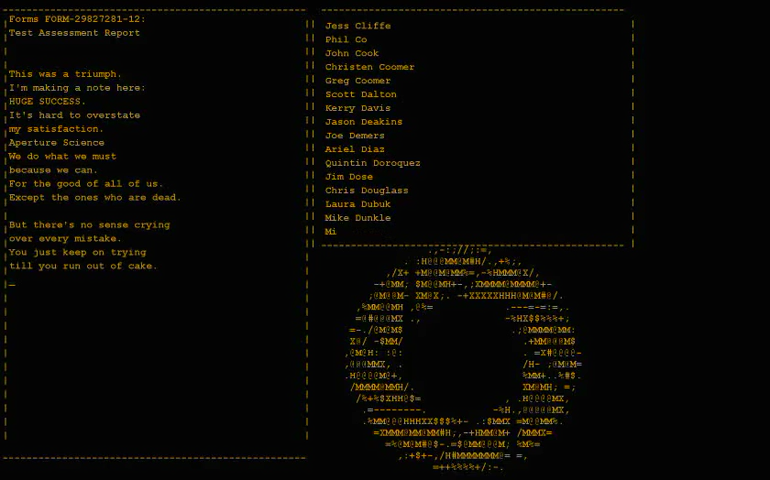 Forms FORM-29827281-12:
Test Assessment Report
This was a triumph.
I'm making a note here:
HUGE SUCCESS.
It's hard to overstate
my satisfaction.
Aperture Science
We do what we must
because we can.
For the good of all of us.
Except the ones who are dead.
But there's no sense crying
over every mistake.
You just keep on trying
till you run out of cake.
Jess Cliffe
Phil Co
John Cook
Christen Coomer
Greg Coomer
Scott Dalton
Kerry Davis
Jason Deakins
Joe Demers
Ariel Diaz
Quintin Doroquez
Jim Dose
Chris Douglass
Laura Dubuk
Mike Dunkle
Mi